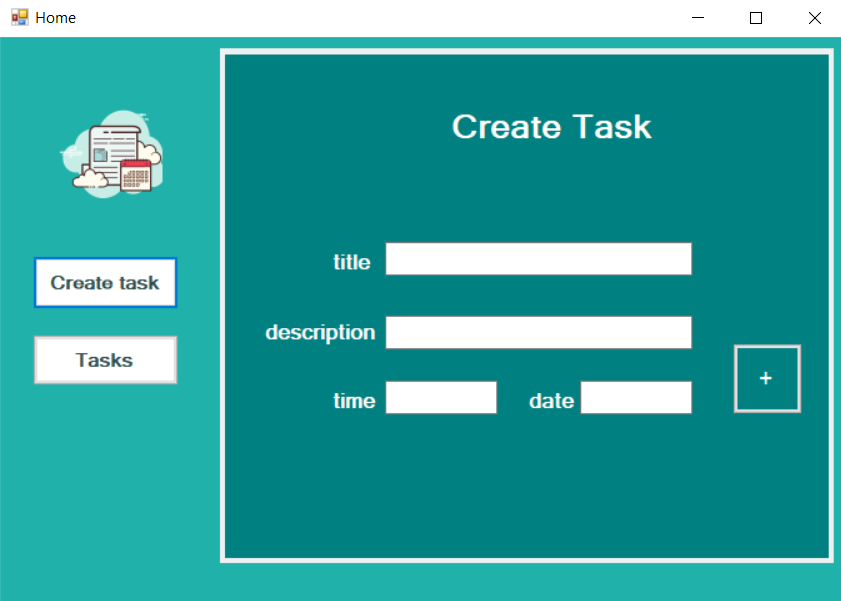 Home
Create Task
Create task
Tasks
title
description
time
date
+